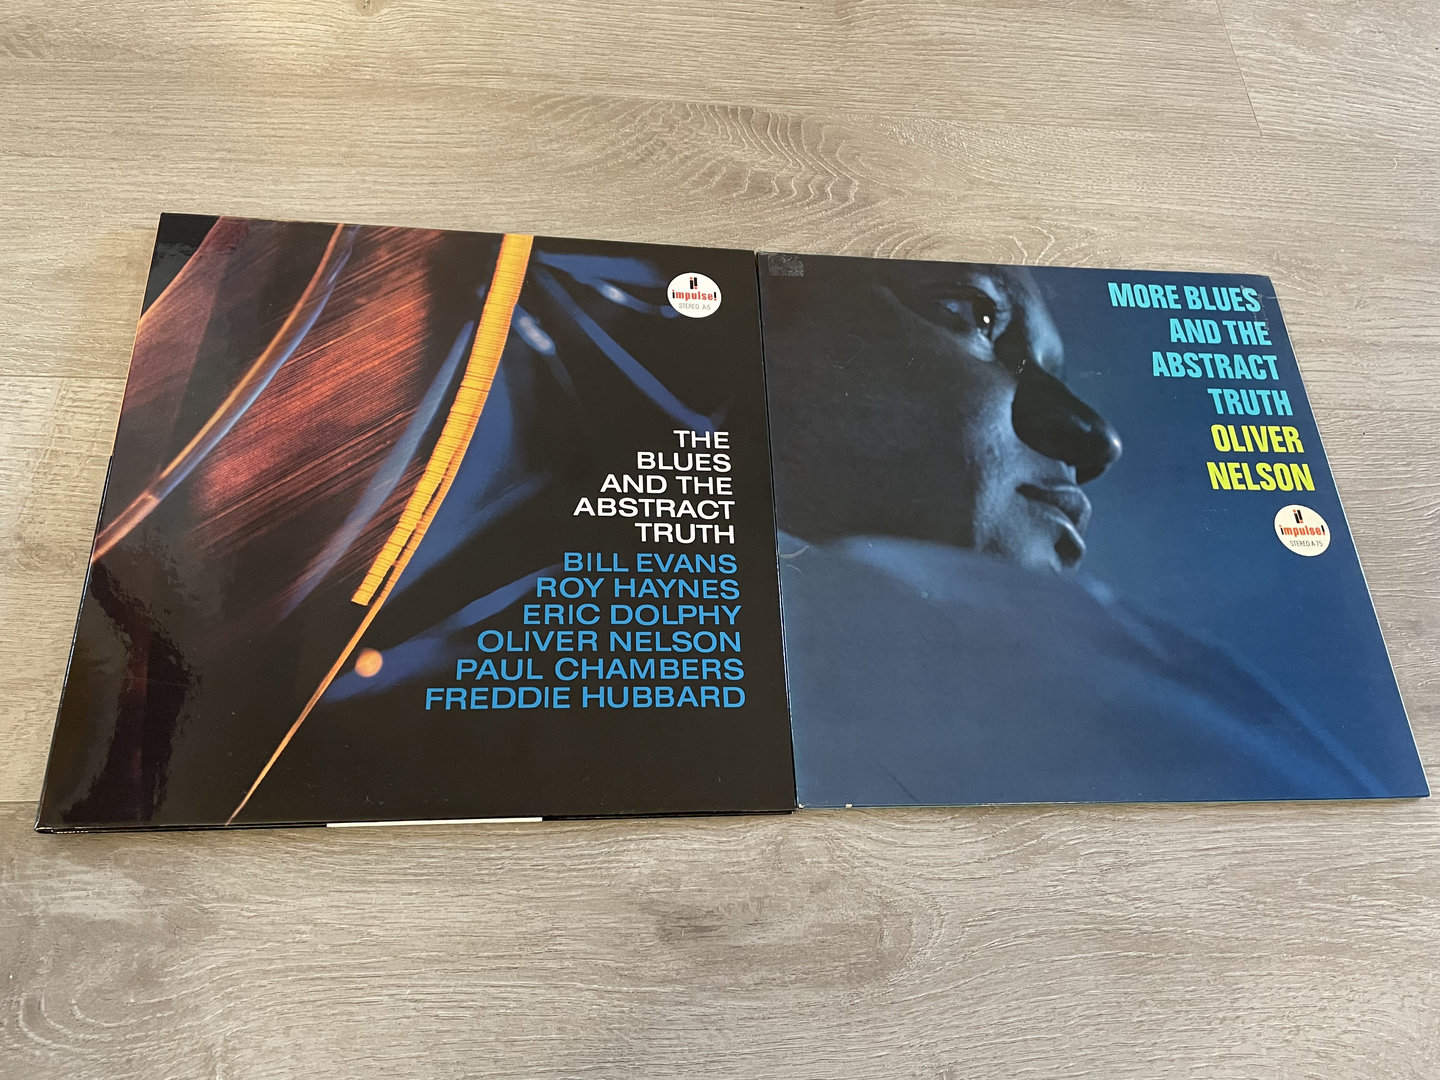 i!
impulse!
STEREO A-5
THE
BLUES
AND THE
ABSTRACT
TRUTH
BILL EVANS
ROY HAYNES
ERIC DOLPHY
OLIVER NELSON
PAUL CHAMBERS
FREDDIE HUBBARD
MORE BLUES
AND THE
ABSTRACT
TRUTH
OLIVER
NELSON
i!
impulse!
STEREO A-75